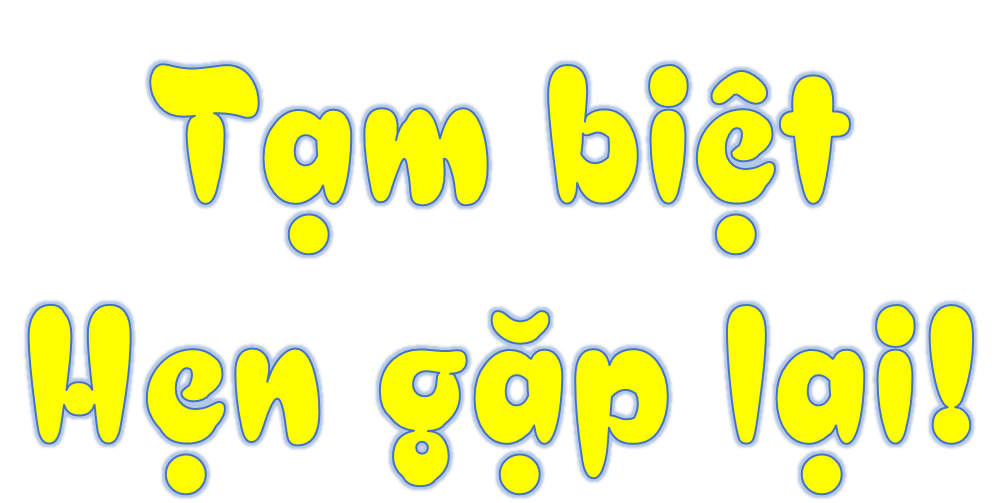 Tạm biệt
Hẹn gặp lại!